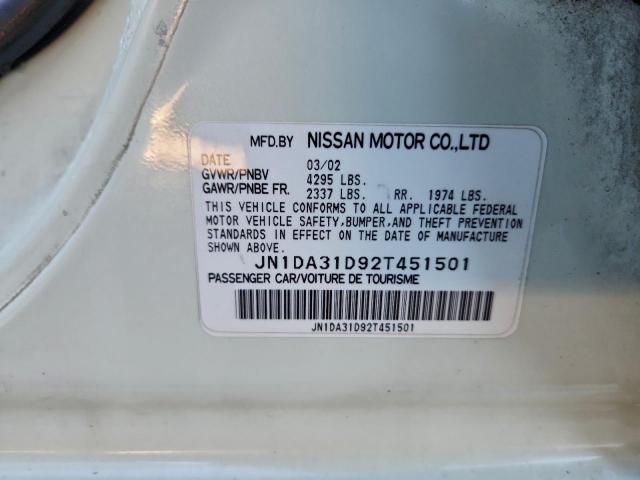 MFD.BY NISSAN MOTOR CO.,LTD
DATE 03/02
GVWR/PNBV 4295 LBS.
GAWR/PNBE FR. 2337 LBS. RR. 1974 LBS.
THIS VEHICLE CONFORMS TO ALL APPLICABLE FEDERAL
MOTOR VEHICLE SAFETY,BUMPER,AND THEFT PREVENTION
STANDARDS IN EFFECT ON THE DATE OF MANUFACTURE
SHOWN ABOVE.
JN1DA31D92T451501
PASSENGER CAR/VOITURE DE TOURISME
JN1DA31D92T451501